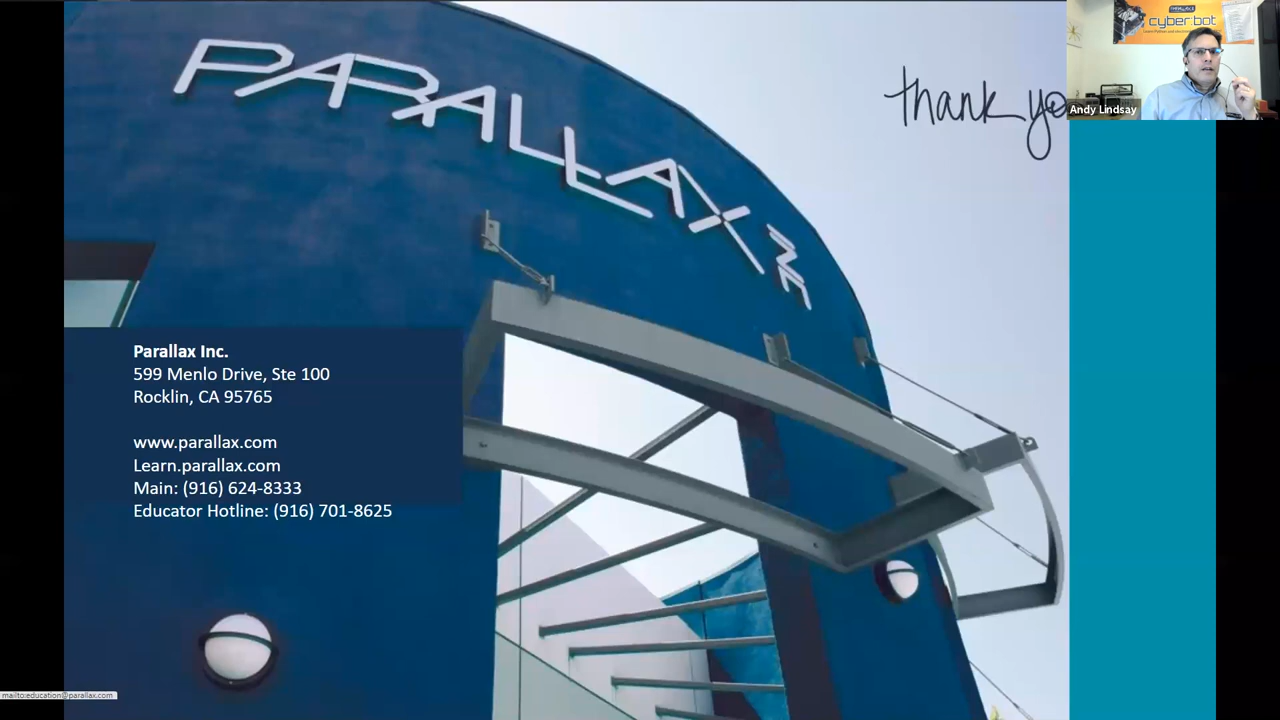 PARALLAX INC
thank yo
cyber:bot
Andy Lindsay
Parallax Inc.
599 Menlo Drive, Ste 100
Rocklin, CA 95765
www.parallax.com
Learn.parallax.com
Main: (916) 624-8333
Educator Hotline: (916) 701-8625
mailto:education@parallax.com